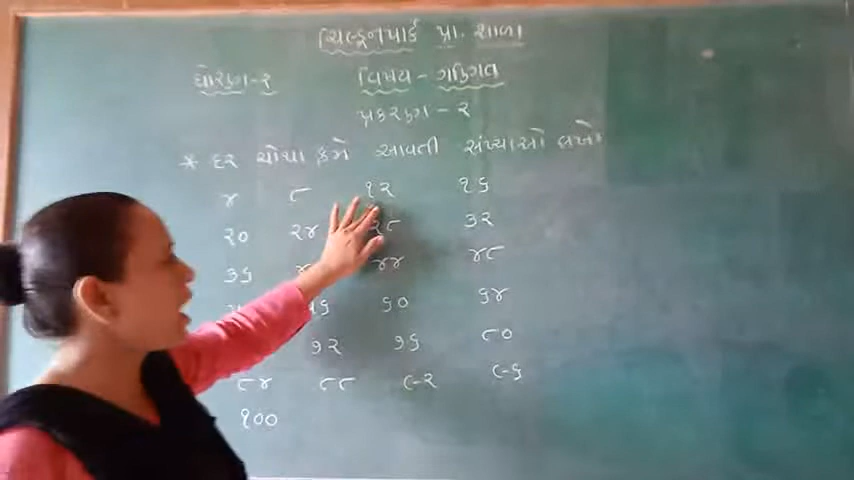 ચિલ્ડ્રનપાર્ક પ્રા. શાળા
ધોરણ-૨ વિષય - ગણિત
પ્રકરણ - ૨
* દર ચોથા ક્રમે આવતી સંખ્યાઓ લખો
૪ ૮ ૧૨ ૧૬
૨૦ ૨૪ ૨૮ ૩૨
૩૬ ૪૪ ૪૮
૬૦ ૬૪
૭૨ ૭૬ ૮૦
૮૪ ૮૮ ૯૨ ૯૬
૧૦૦